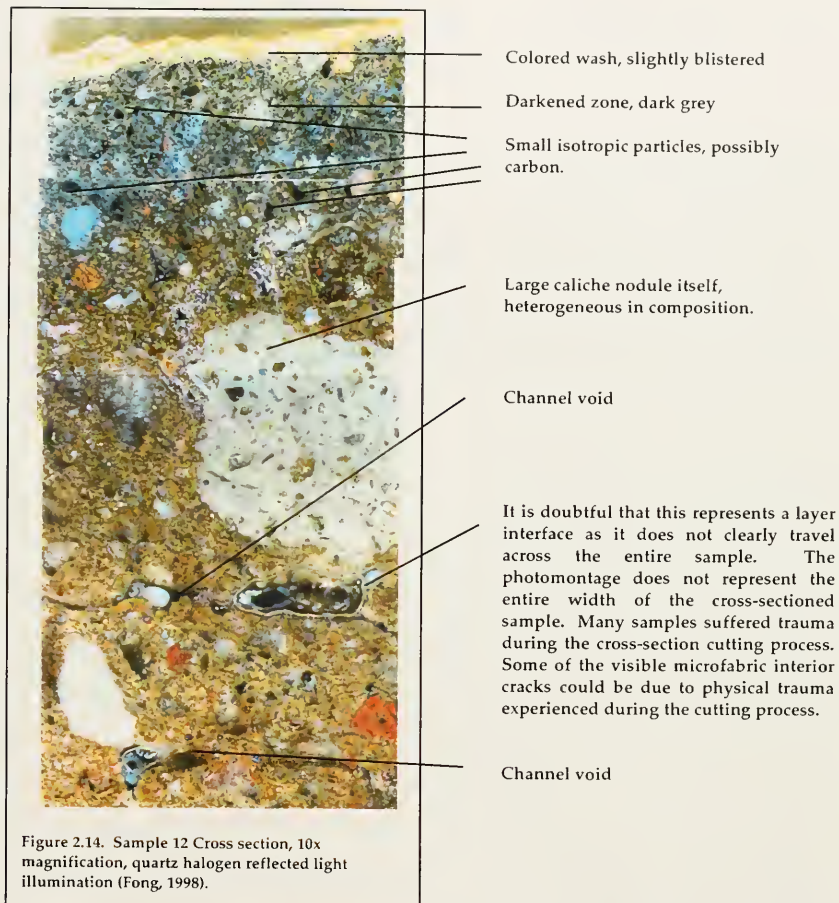 Colored wash, slightly blistered
Darkened zone, dark grey
Small isotropic particles, possibly
carbon.
Large caliche nodule itself,
heterogeneous in composition.
Channel void
It is doubtful that this represents a layer
interface as it does not clearly travel
across the entire sample. The
photomontage does not represent the
entire width of the cross-sectioned
sample. Many samples suffered trauma
during the cross-section cutting process.
Some of the visible microfabric interior
cracks could be due to physical trauma
experienced during the cutting process.
Channel void
Figure 2.14. Sample 12 Cross section, 10x
magnification, quartz halogen reflected light
illumination (Fong, 1998).